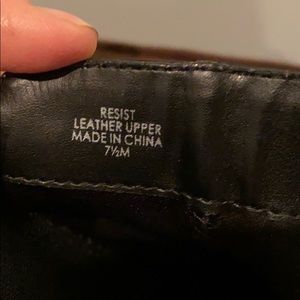 RESIST
LEATHER UPPER
MADE IN CHINA
7½M